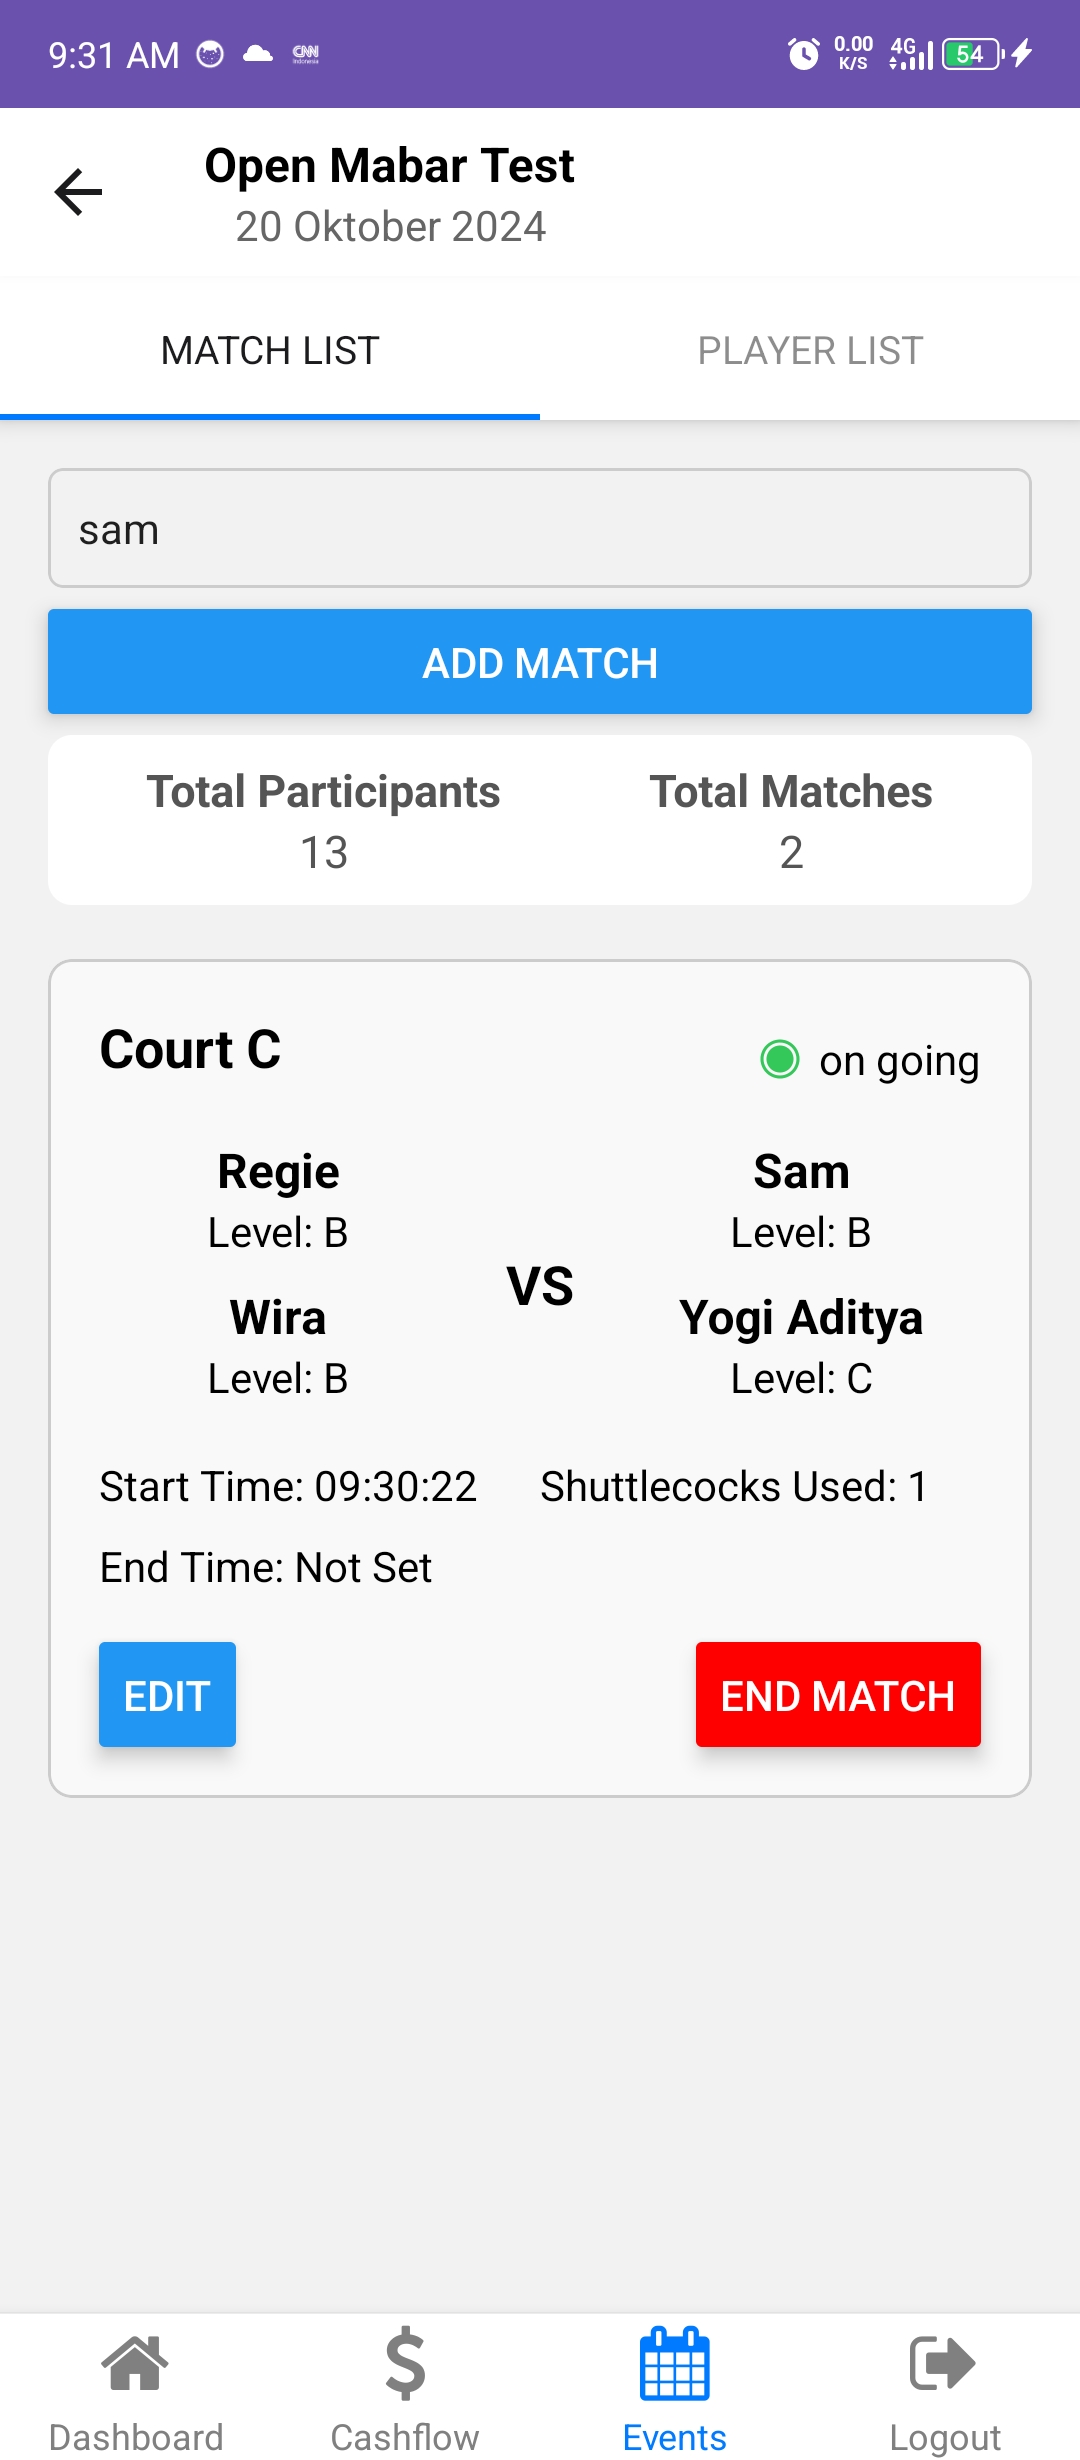 9:31 AM CNN Indonesia 0.00 K/S 4G 54
Open Mabar Test
20 Oktober 2024
MATCH LIST PLAYER LIST
sam
ADD MATCH
Total Participants Total Matches
13 2
Court C on going
Regie Sam
Level: B Level: B
VS
Wira Yogi Aditya
Level: B Level: C
Start Time: 09:30:22 Shuttlecocks Used: 1
End Time: Not Set
EDIT END MATCH
Dashboard Cashflow Events Logout